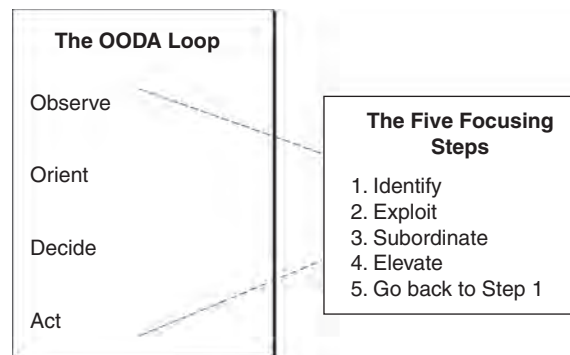 The OODA Loop
Observe
Orient
Decide
Act
The Five Focusing
Steps
1. Identify
2. Exploit
3. Subordinate
4. Elevate
5. Go back to Step 1